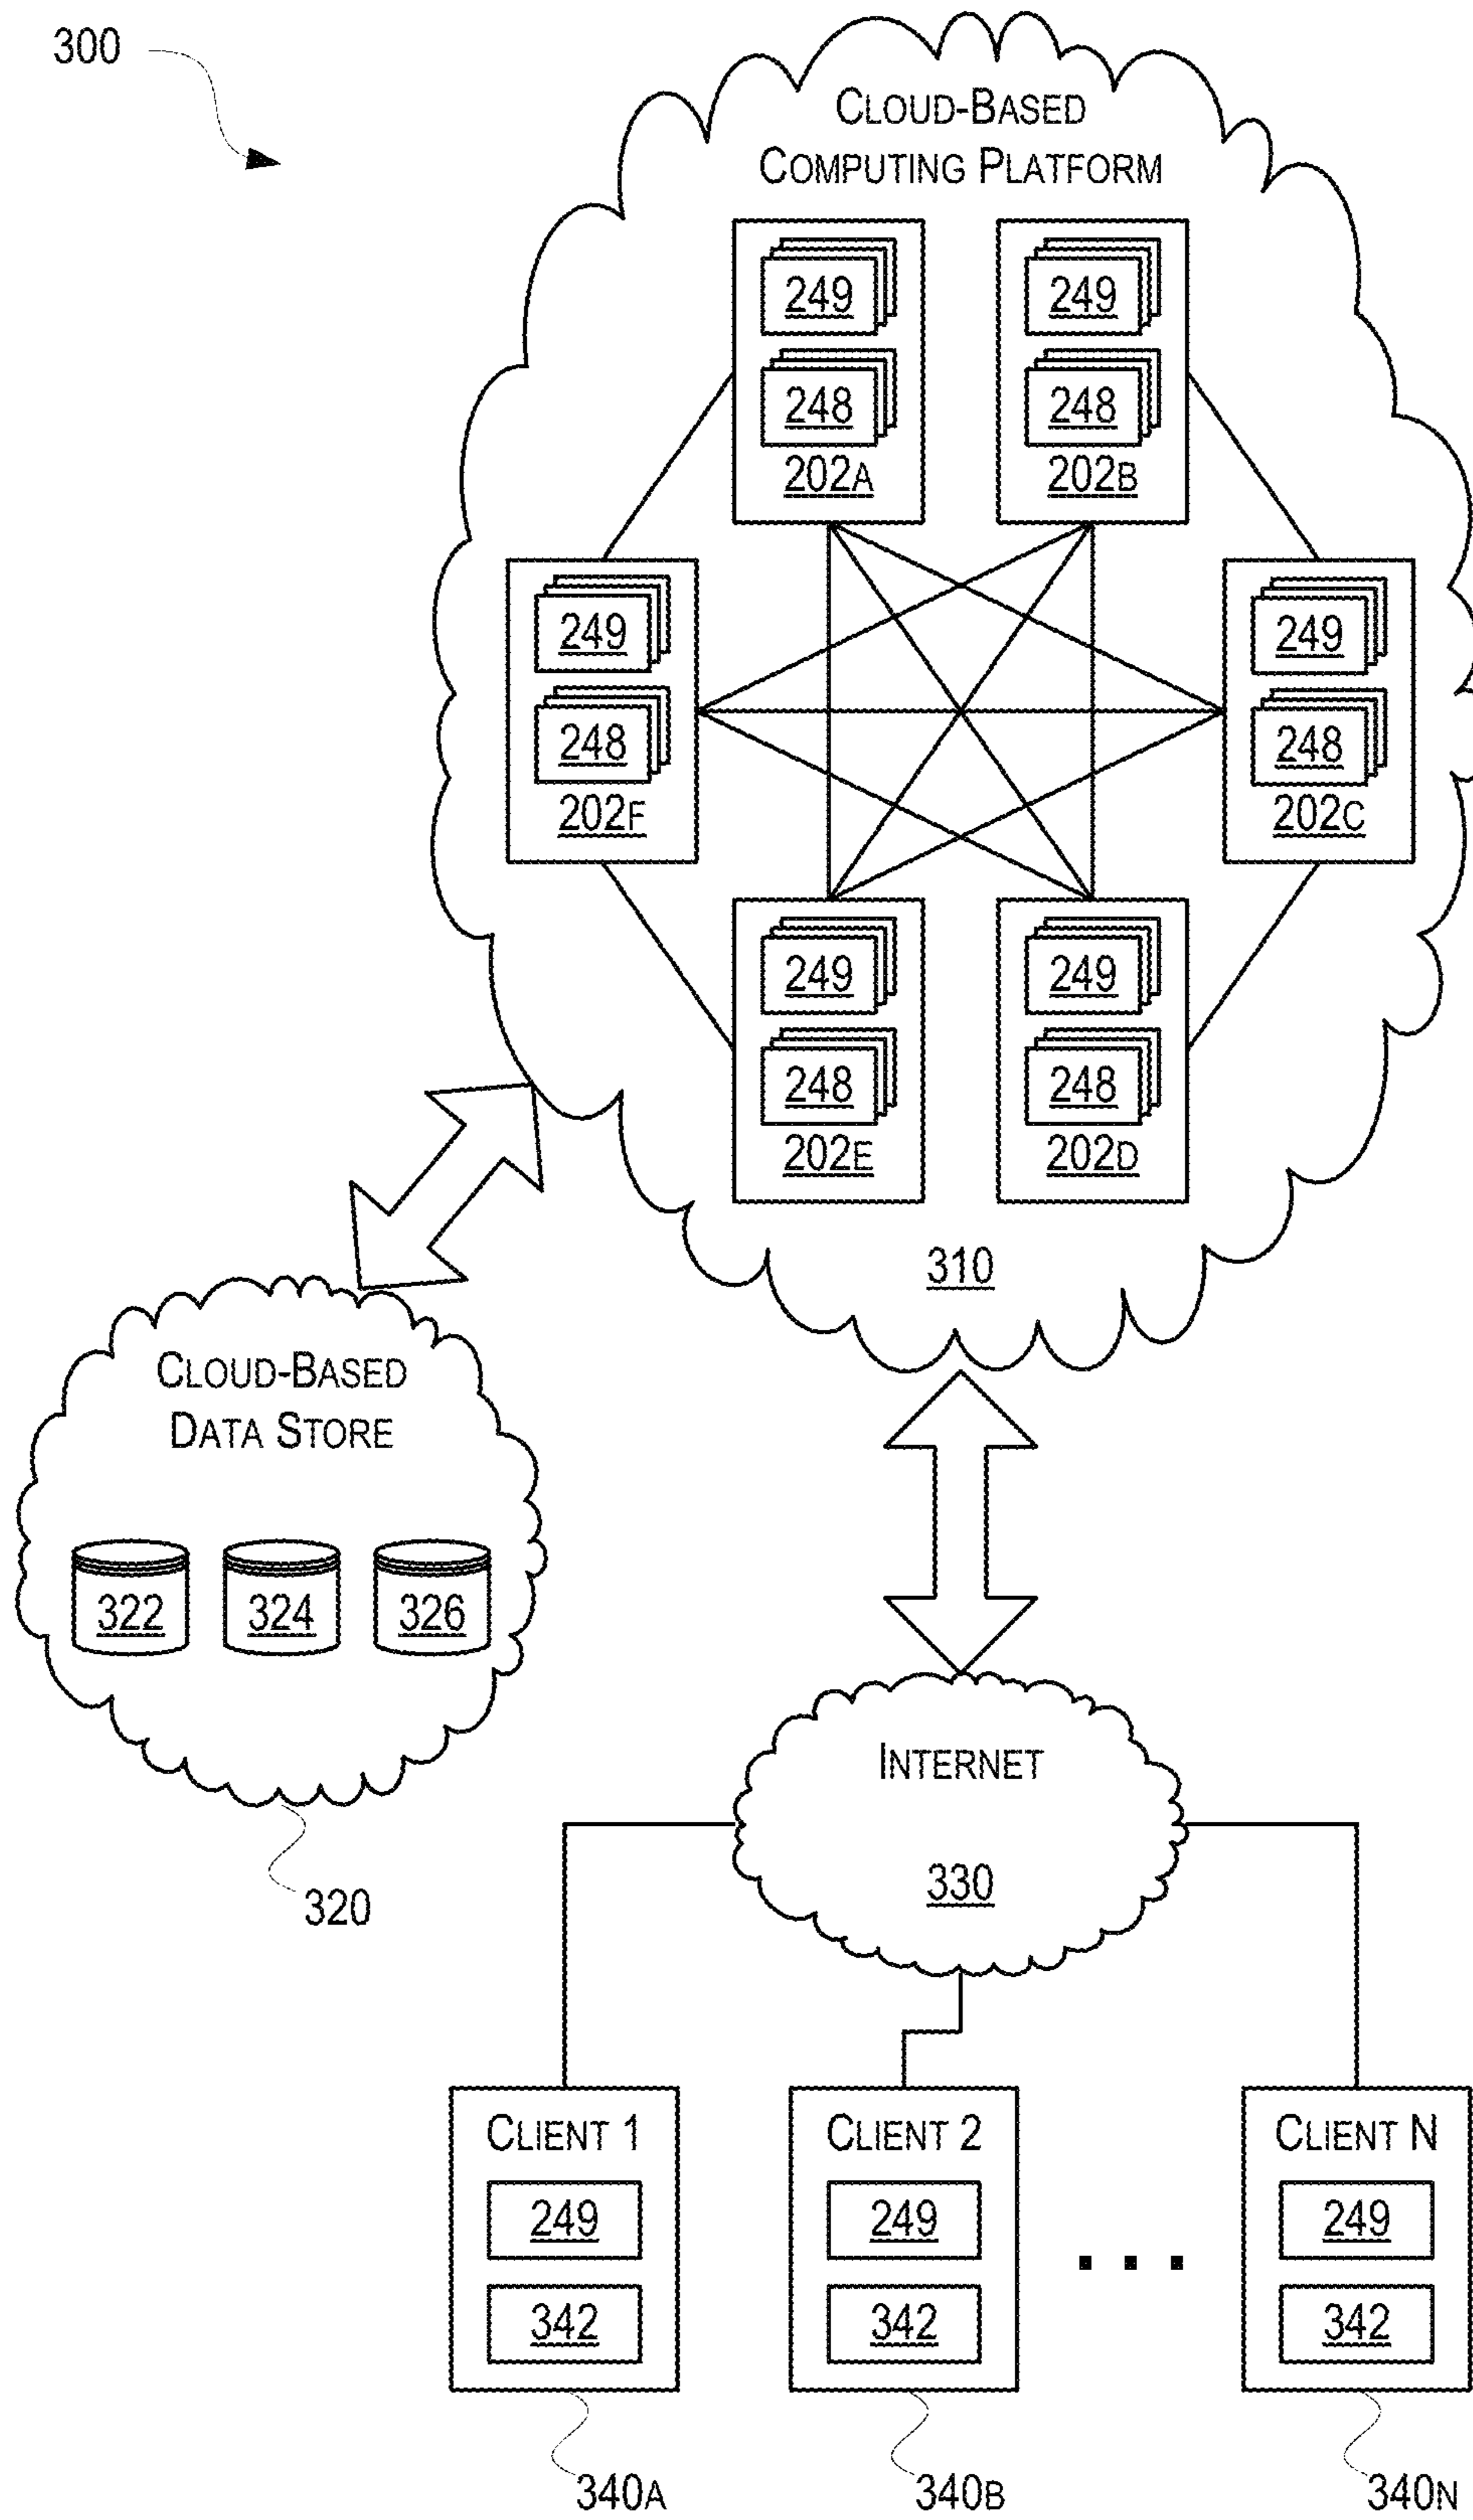 300
CLOUD-BASED
COMPUTING PLATFORM
249
248
202A
249
248
202B
249
248
202F
249
248
202C
249
248
202E
249
248
202D
310
CLOUD-BASED
DATA STORE
322
324
326
320
INTERNET
330
CLIENT 1
249
342
340A
CLIENT 2
249
342
340B
...
CLIENT N
249
342
340N